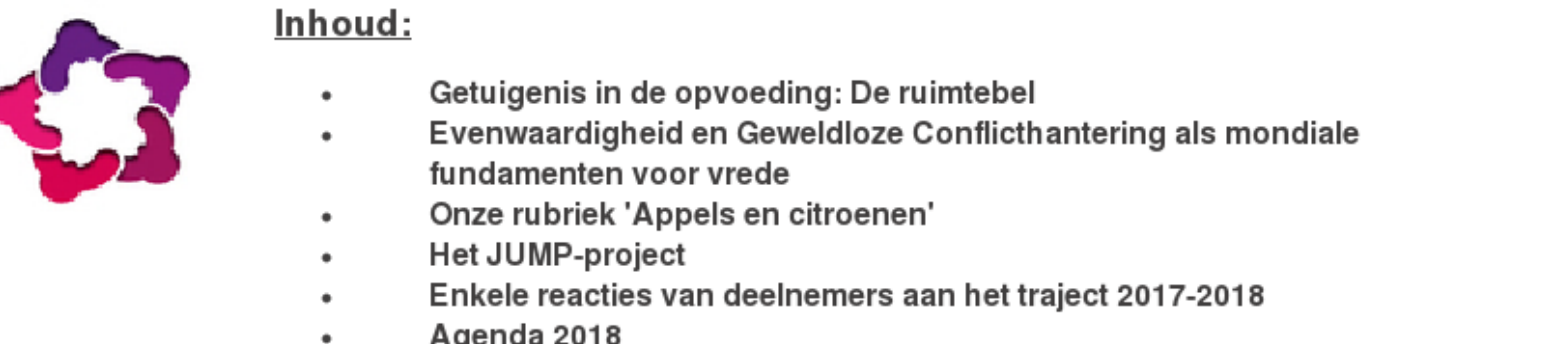 Inhoud:
• Getuigenis in de opvoeding: De ruimtebel
• Evenwaardigheid en Geweldloze Conflicthantering als mondiale
fundamenten voor vrede
• Onze rubriek 'Appels en citroenen'
• Het JUMP-project
• Enkele reacties van deelnemers aan het traject 2017-2018
• Agenda 2018